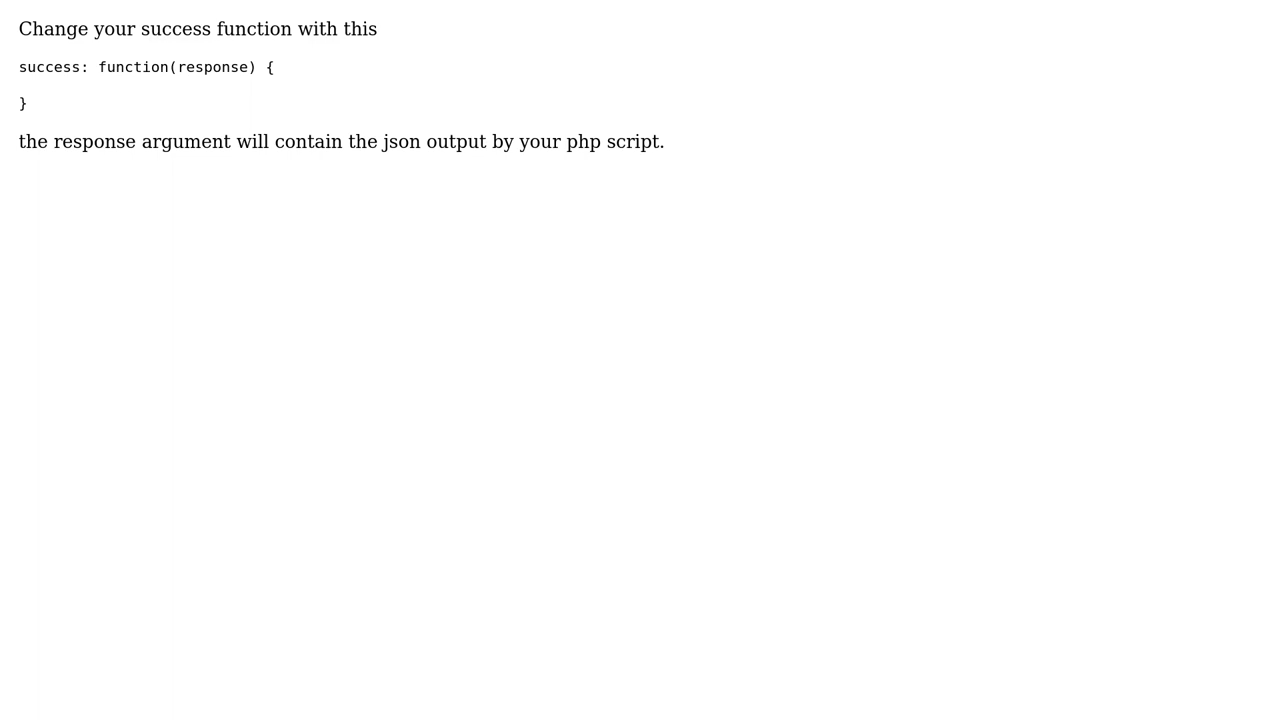 Change your success function with this
success: function(response) {
}
the response argument will contain the json output by your php script.